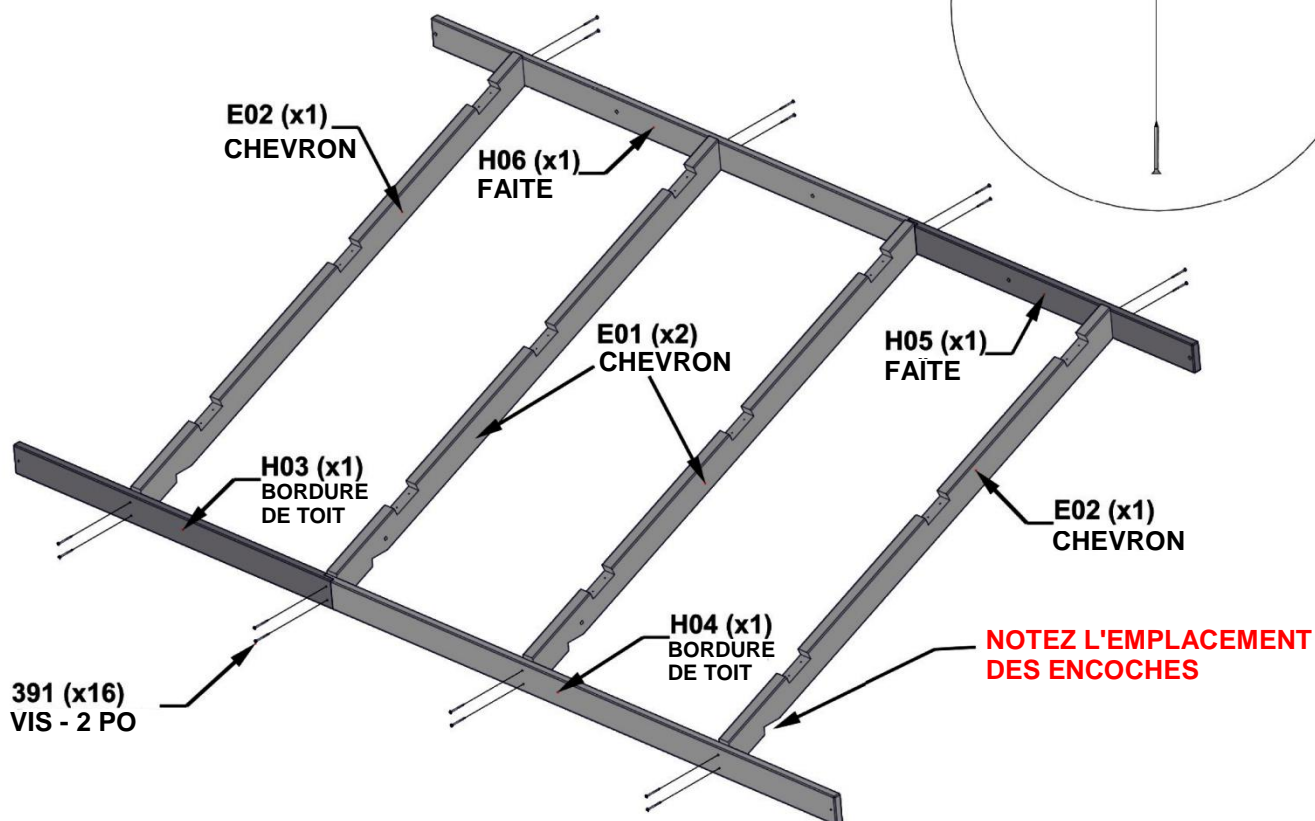 E02 (x1)
CHEVRON
H06 (x1)
FAITE
E01 (x2)
CHEVRON
H05 (x1)
FAÎTE
H03 (x1)
BORDURE
DE TOIT
E02 (x1)
CHEVRON
H04 (x1)
BORDURE
DE TOIT
NOTEZ L'EMPLACEMENT
DES ENCOCHES
391 (x16)
VIS - 2 PO